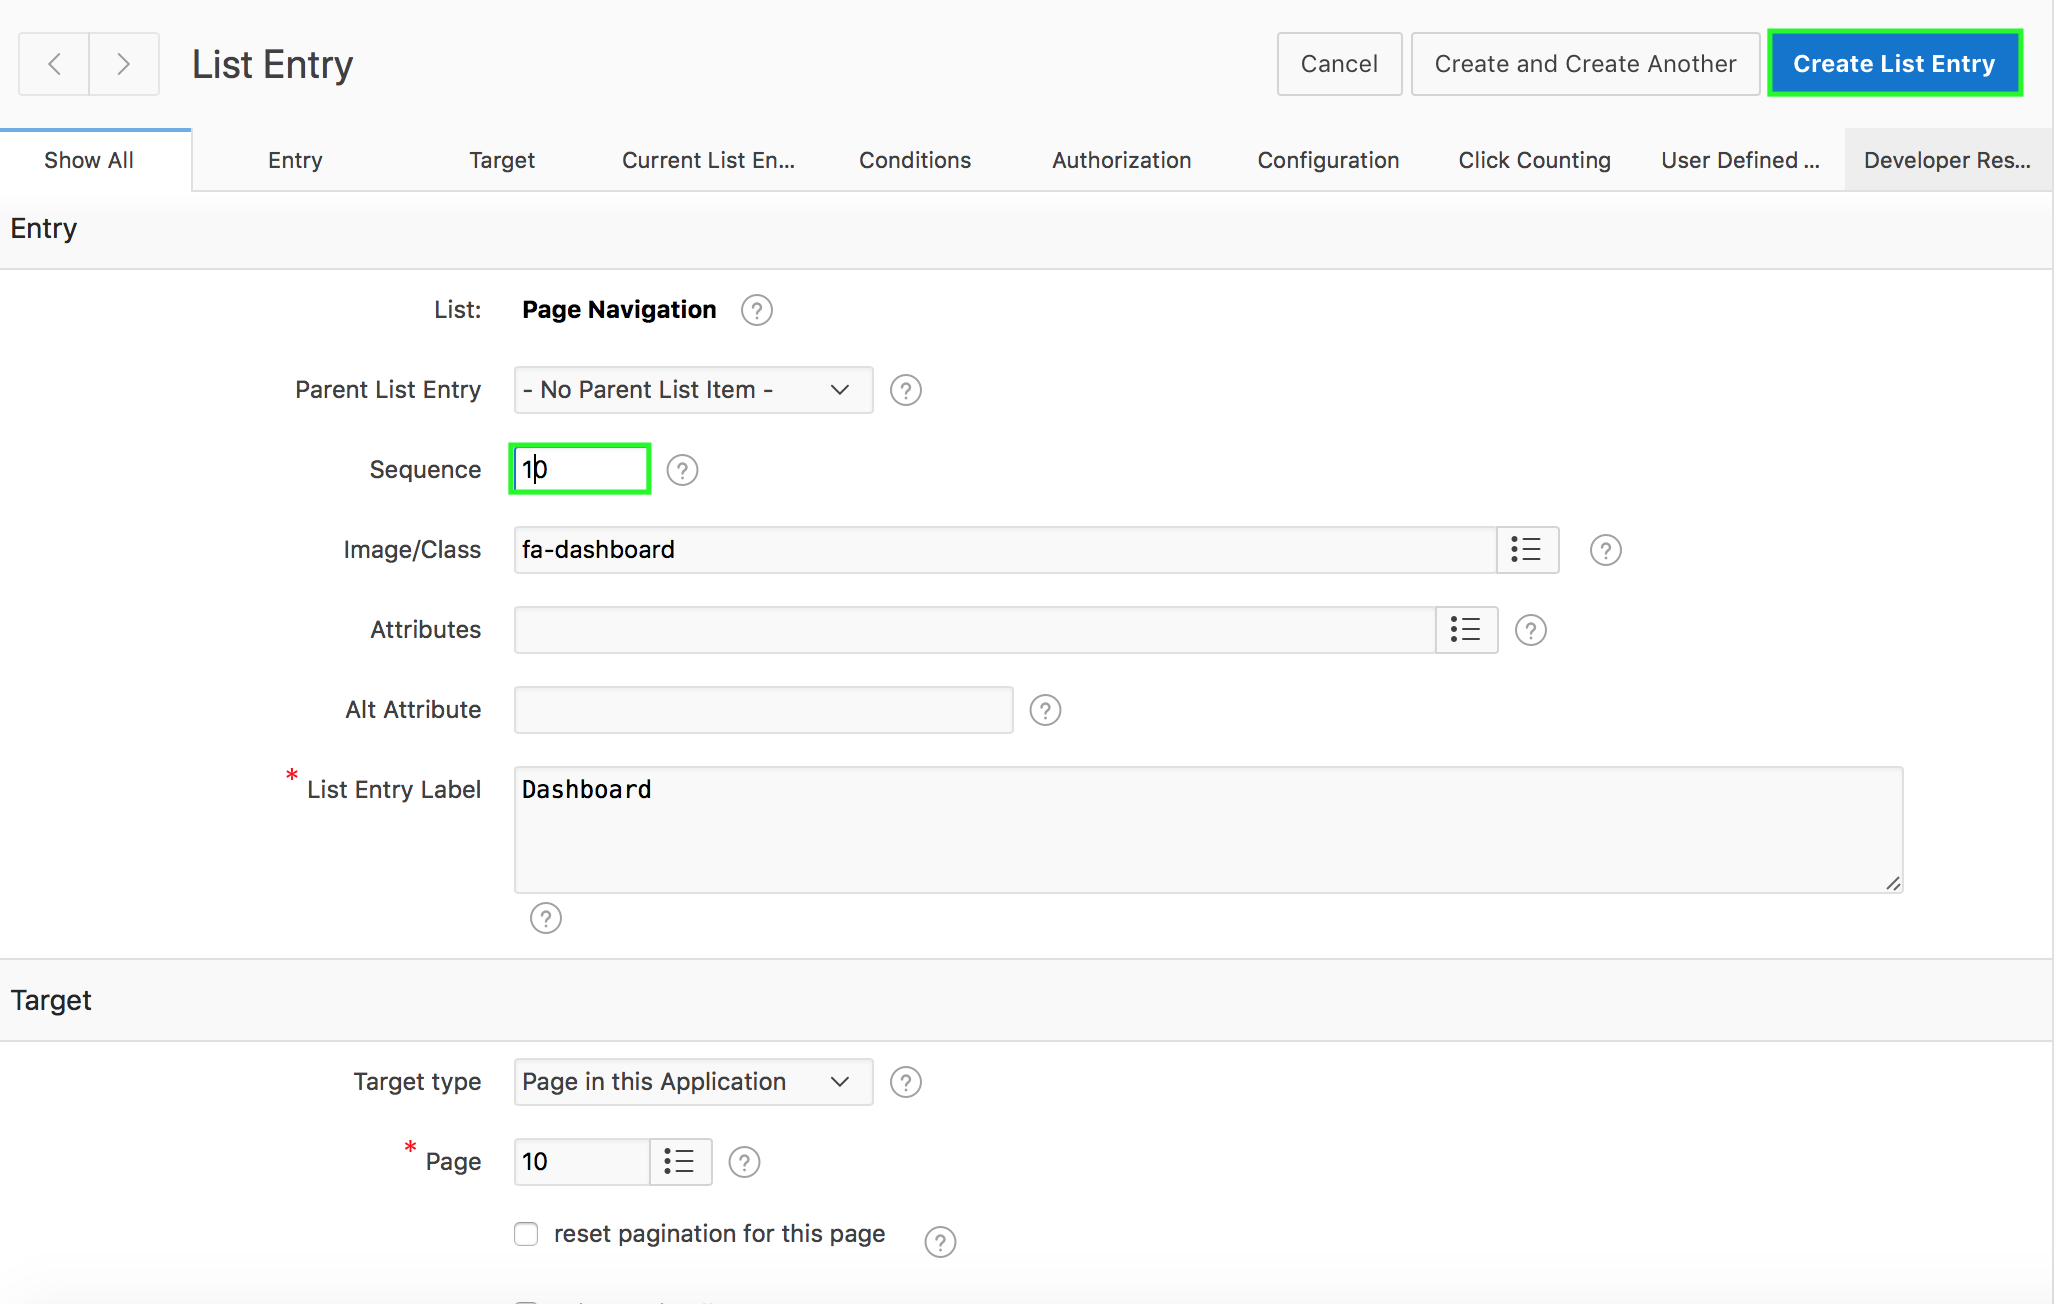 List Entry
Cancel
Create and Create Another
Create List Entry
Show All
Entry
Target
Current List En...
Conditions
Authorization
Configuration
Click Counting
User Defined ...
Developer Res...
Entry
List: Page Navigation ?
Parent List Entry - No Parent List Item - ?
Sequence 10 ?
Image/Class fa-dashboard ?
Attributes ?
Alt Attribute ?
* List Entry Label Dashboard
?
Target
Target type Page in this Application ?
* Page 10 ?
reset pagination for this page ?